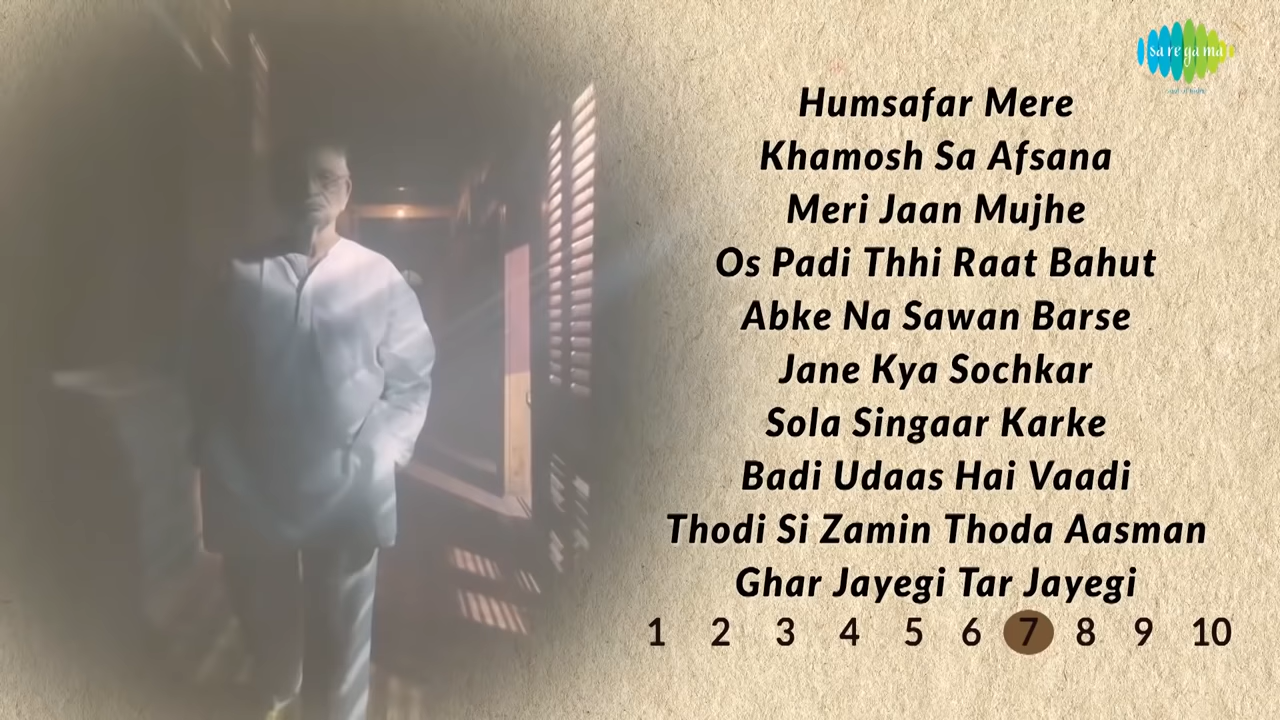 sa re ga ma
Humsafar Mere
Khamosh Sa Afsana
Meri Jaan Mujhe
Os Padi Thhi Raat Bahut
Abke Na Sawan Barse
Jane Kya Sochkar
Sola Singaar Karke
Badi Udaas Hai Vaadi
Thodi Si Zamin Thoda Aasman
Ghar Jayegi Tar Jayegi
1 2 3 4 5 6 7 8 9 10